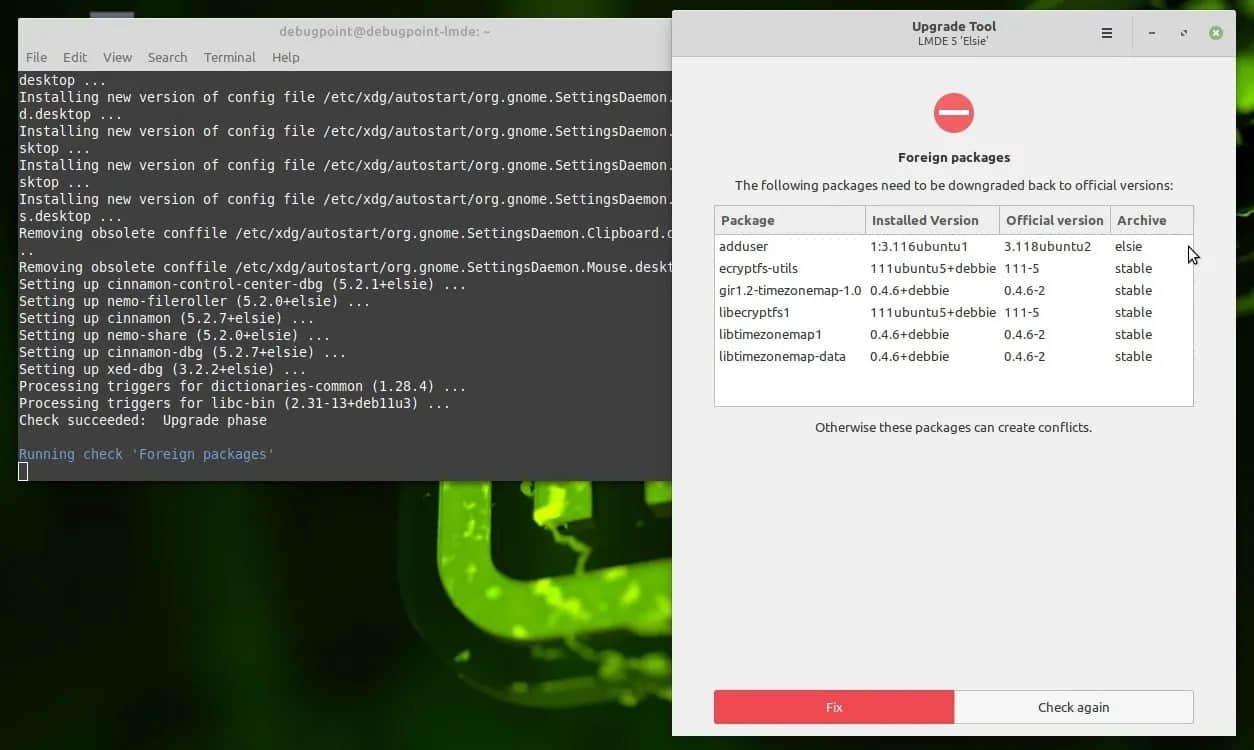 debugpoint@debugpoint-lmde: ~
File Edit View Search Terminal Help
desktop ...
Installing new version of config file /etc/xdg/autostart/org.gnome.SettingsDaemon.
d.desktop ...
Installing new version of config file /etc/xdg/autostart/org.gnome.SettingsDaemon.
sktop ...
Installing new version of config file /etc/xdg/autostart/org.gnome.SettingsDaemon.
sktop ...
Installing new version of config file /etc/xdg/autostart/org.gnome.SettingsDaemon.
s.desktop ...
Removing obsolete conffile /etc/xdg/autostart/org.gnome.SettingsDaemon.Clipboard.d
..
Removing obsolete conffile /etc/xdg/autostart/org.gnome.SettingsDaemon.Mouse.deskt
Setting up cinnamon-control-center-dbg (5.2.1+elsie) ...
Setting up nemo-fileroller (5.2.0+elsie) ...
Setting up cinnamon (5.2.7+elsie) ...
Setting up nemo-share (5.2.0+elsie) ...
Setting up cinnamon-dbg (5.2.7+elsie) ...
Setting up xed-dbg (3.2.2+elsie) ...
Processing triggers for dictionaries-common (1.28.4) ...
Processing triggers for libc-bin (2.31-13+deb11u3) ...
Check succeeded:  Upgrade phase
Running check 'Foreign packages'
Upgrade Tool
LMDE 5 'Elsie'
Foreign packages
The following packages need to be downgraded back to official versions:
Package Installed Version Official version Archive
adduser 1:3.116ubuntu1 3.118ubuntu2 elsie
ecryptfs-utils 111ubuntu5+debbie 111-5 stable
gir1.2-timezonemap-1.0 0.4.6+debbie 0.4.6-2 stable
libecryptfs1 111ubuntu5+debbie 111-5 stable
libtimezonemap1 0.4.6+debbie 0.4.6-2 stable
libtimezonemap-data 0.4.6+debbie 0.4.6-2 stable
Otherwise these packages can create conflicts.
Fix Check again